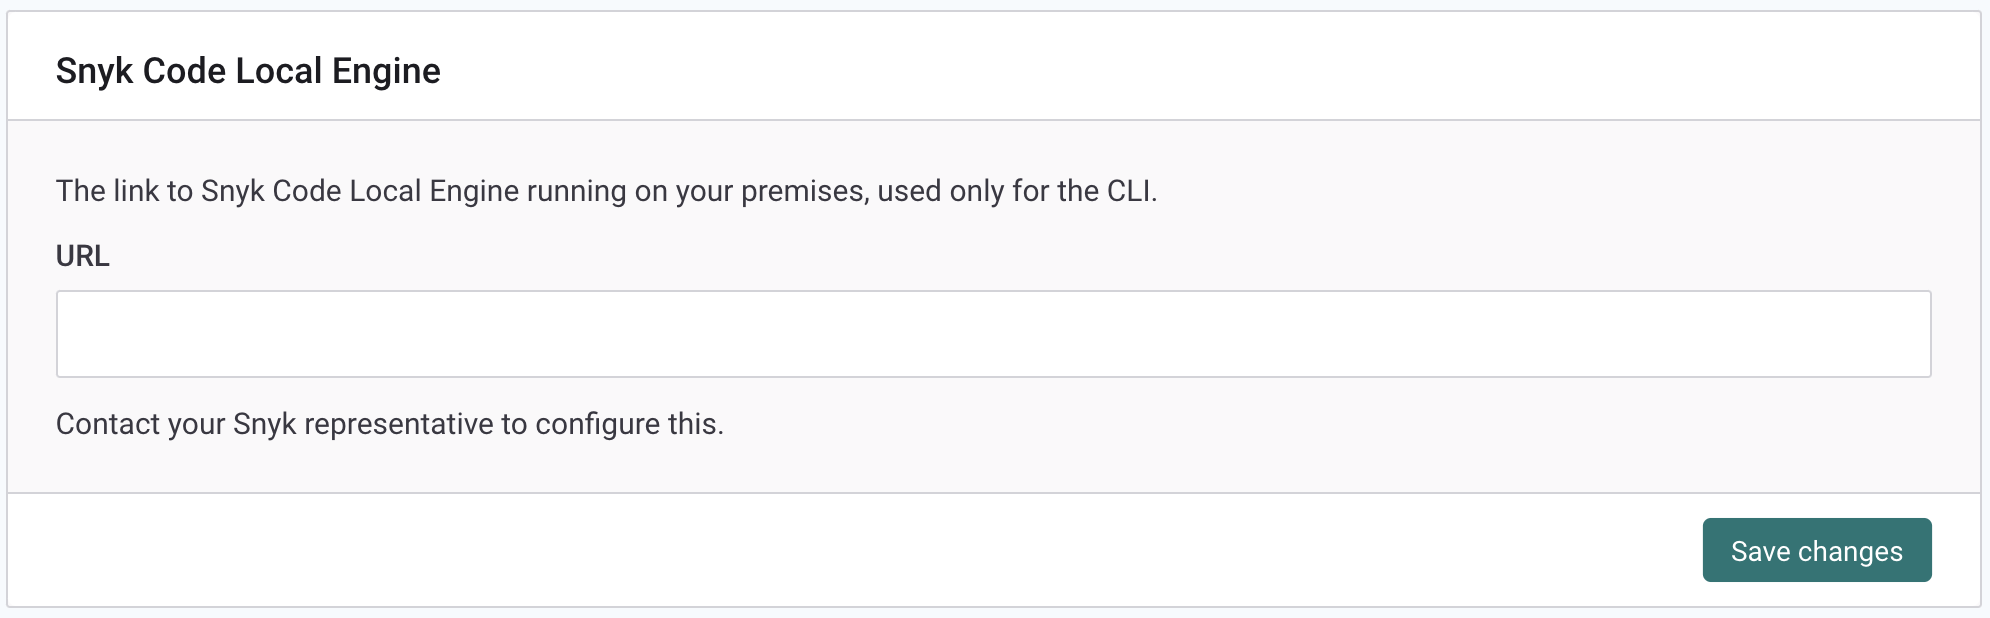 Snyk Code Local Engine
The link to Snyk Code Local Engine running on your premises, used only for the CLI.
URL
Contact your Snyk representative to configure this.
Save changes